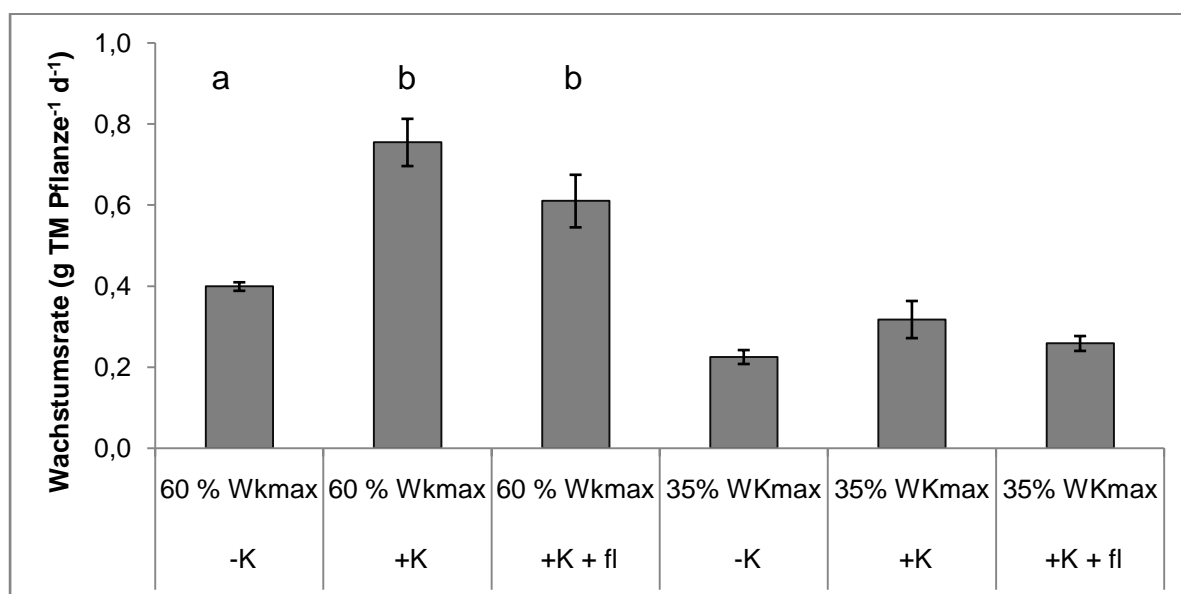 Wachstumsrate (g TM Pflanze⁻¹ d⁻¹)
1,0
0,8
0,6
0,4
0,2
0,0
a b b
60 % Wkmax 60 % Wkmax 60 % Wkmax 35% WKmax 35% WKmax 35% WKmax
-K +K +K + fl -K +K +K + fl